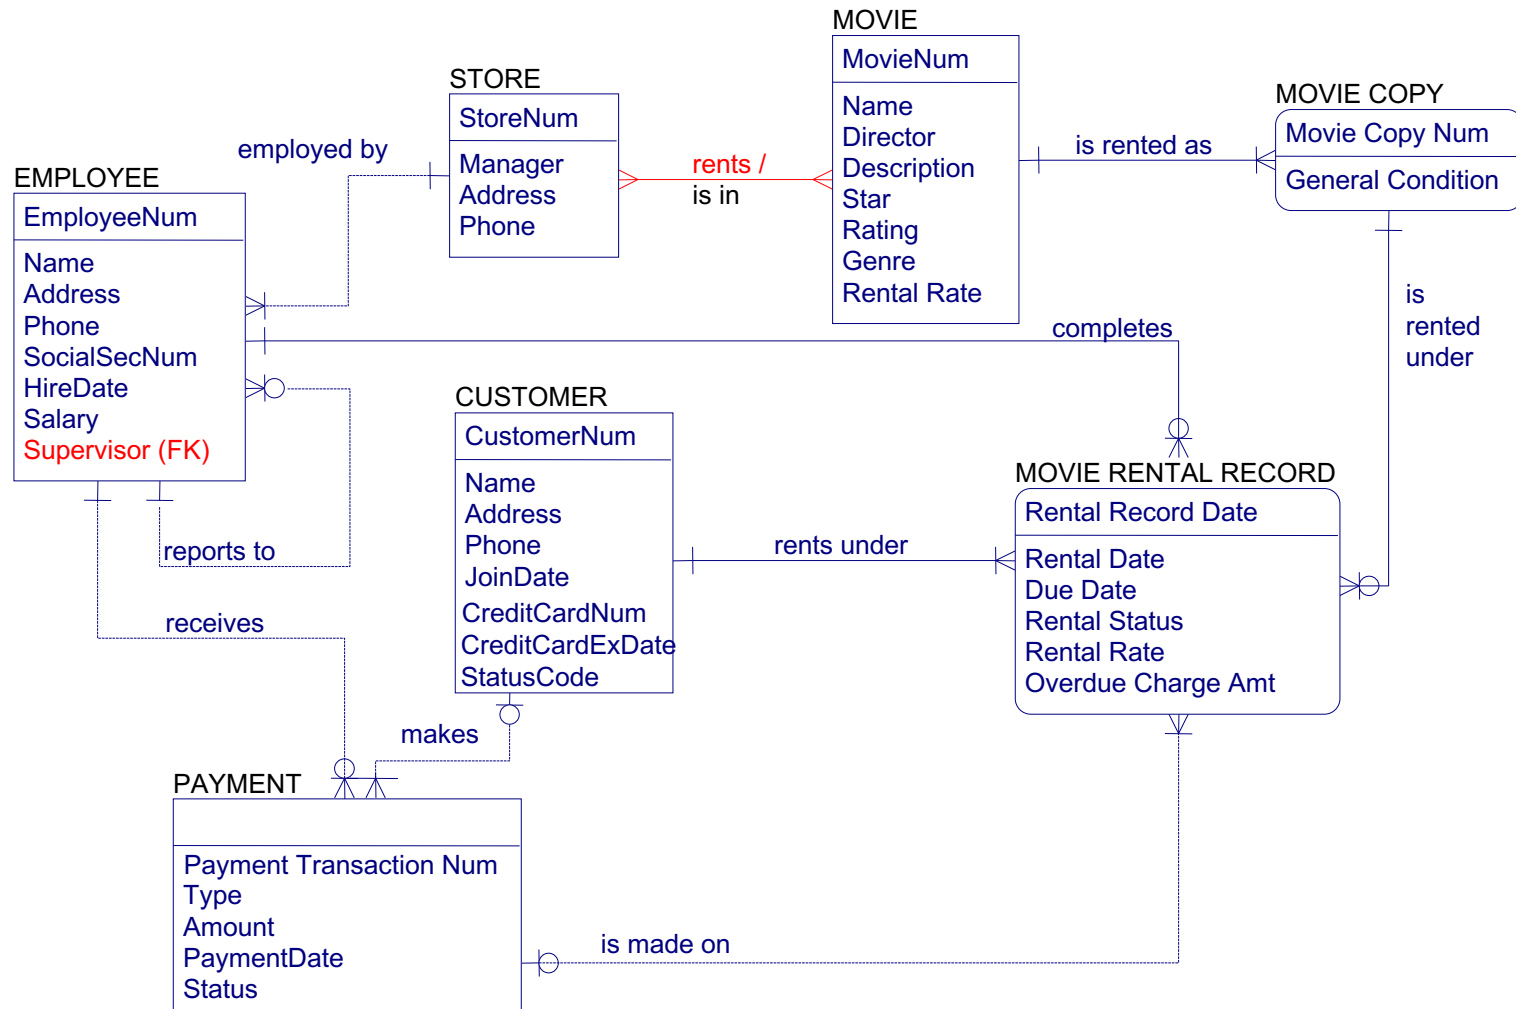 MOVIE
MovieNum
Name
Director
Description
Star
Rating
Genre
Rental Rate
STORE
StoreNum
Manager
Address
Phone
MOVIE COPY
Movie Copy Num
General Condition
employed by
rents /
is in
is rented as
EMPLOYEE
EmployeeNum
Name
Address
Phone
SocialSecNum
HireDate
Salary
Supervisor (FK)
completes
is
rented
under
CUSTOMER
CustomerNum
Name
Address
Phone
JoinDate
CreditCardNum
CreditCardExDate
StatusCode
MOVIE RENTAL RECORD
Rental Record Date
Rental Date
Due Date
Rental Status
Rental Rate
Overdue Charge Amt
rents under
reports to
receives
makes
PAYMENT
Payment Transaction Num
Type
Amount
PaymentDate
Status
is made on